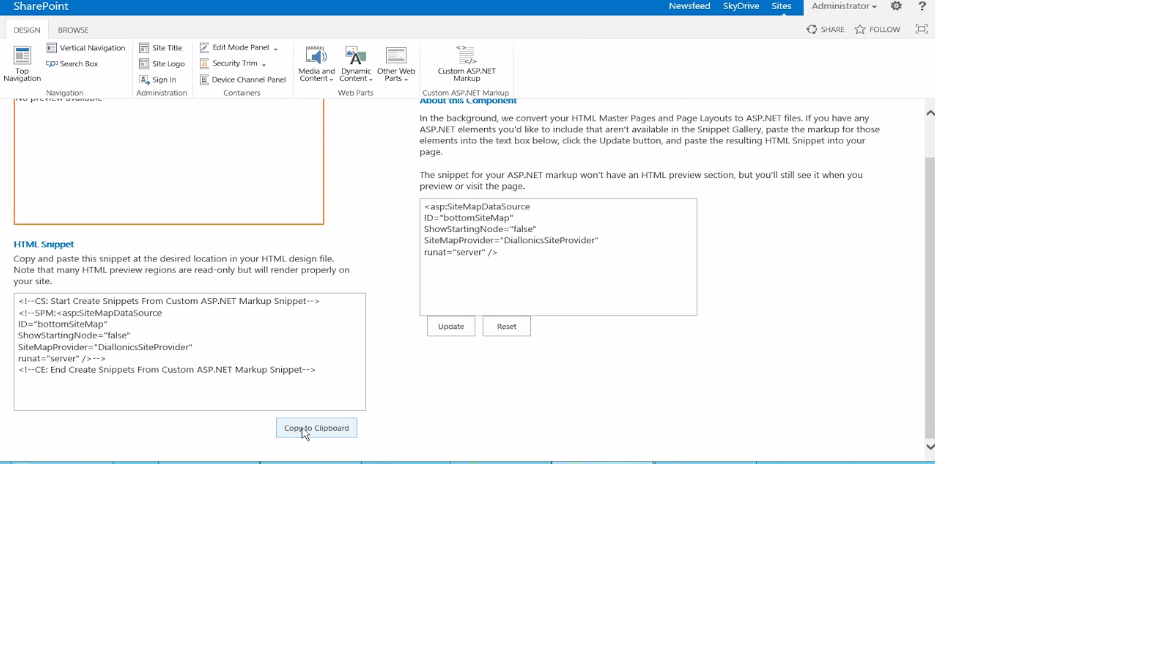 SharePoint
Newsfeed SkyDrive Sites Administrator ?
DESIGN BROWSE
SHARE FOLLOW
Top Navigation
Vertical Navigation
Search Box
Navigation
Site Title
Site Logo
Sign In
Administration
Edit Mode Panel
Security Trim
Device Channel Panel
Containers
Media and Content
Dynamic Content
Other Web Parts
Web Parts
Custom ASP.NET Markup
Custom ASP.NET Markup
No preview available
HTML Snippet
Copy and paste this snippet at the desired location in your HTML design file.
Note that many HTML preview regions are read-only but will render properly on
your site.
<!--CS: Start Create Snippets From Custom ASP.NET Markup Snippet-->
<!--SPM:<asp:SiteMapDataSource
ID="bottomSiteMap"
ShowStartingNode="false"
SiteMapProvider="DiallonicsSiteProvider"
runat="server" />-->
<!--CE: End Create Snippets From Custom ASP.NET Markup Snippet-->
Copy to Clipboard
About this Component
In the background, we convert your HTML Master Pages and Page Layouts to ASP.NET files. If you have any
ASP.NET elements you'd like to include that aren't available in the Snippet Gallery, paste the markup for those
elements into the text box below, click the Update button, and paste the resulting HTML Snippet into your
page.
The snippet for your ASP.NET markup won't have an HTML preview section, but you'll still see it when you
preview or visit the page.
<asp:SiteMapDataSource
ID="bottomSiteMap"
ShowStartingNode="false"
SiteMapProvider="DiallonicsSiteProvider"
runat="server" />
Update Reset